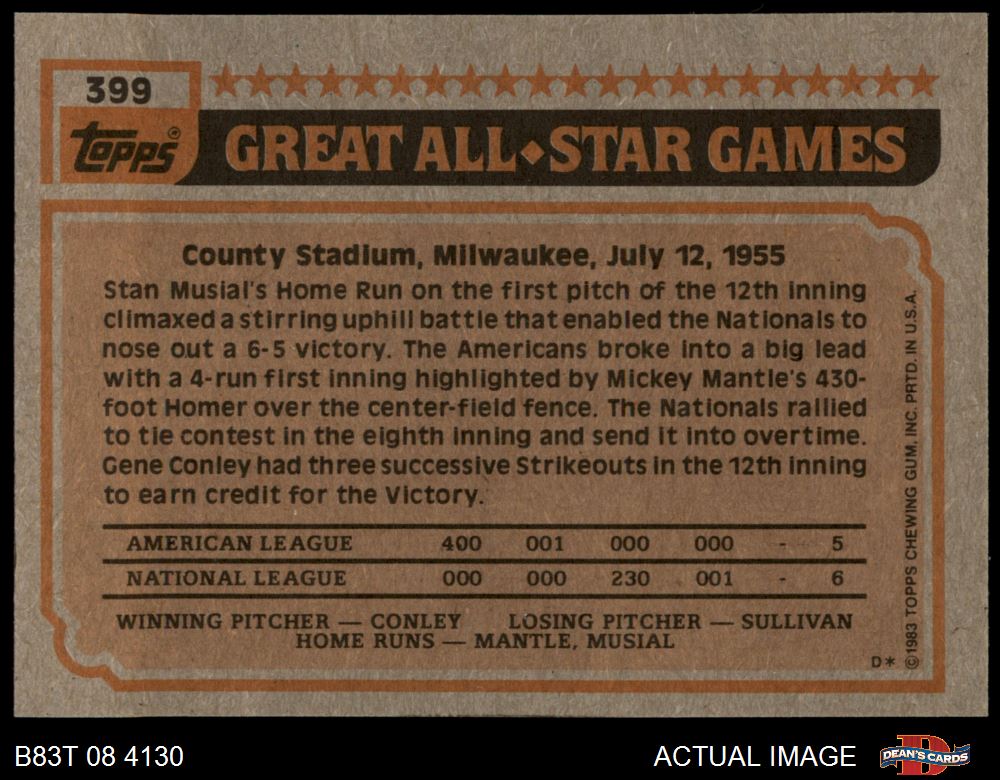 399
topps®
GREAT ALL◆STAR GAMES
County Stadium, Milwaukee, July 12, 1955
Stan Musial's Home Run on the first pitch of the 12th inning
climaxed a stirring uphill battle that enabled the Nationals to
nose out a 6-5 victory. The Americans broke into a big lead
with a 4-run first inning highlighted by Mickey Mantle's 430-
foot Homer over the center-field fence. The Nationals rallied
to tie contest in the eighth inning and send it into overtime.
Gene Conley had three successive Strikeouts in the 12th inning
to earn credit for the Victory.
AMERICAN LEAGUE 400 001 000 000 - 5
NATIONAL LEAGUE 000 000 230 001 - 6
WINNING PITCHER — CONLEY LOSING PITCHER — SULLIVAN
HOME RUNS — MANTLE, MUSIAL
D*
©1983 TOPPS CHEWING GUM, INC. PRTD. IN U.S.A.
B83T 08 4130
ACTUAL IMAGE
D
DEAN'S CARDS